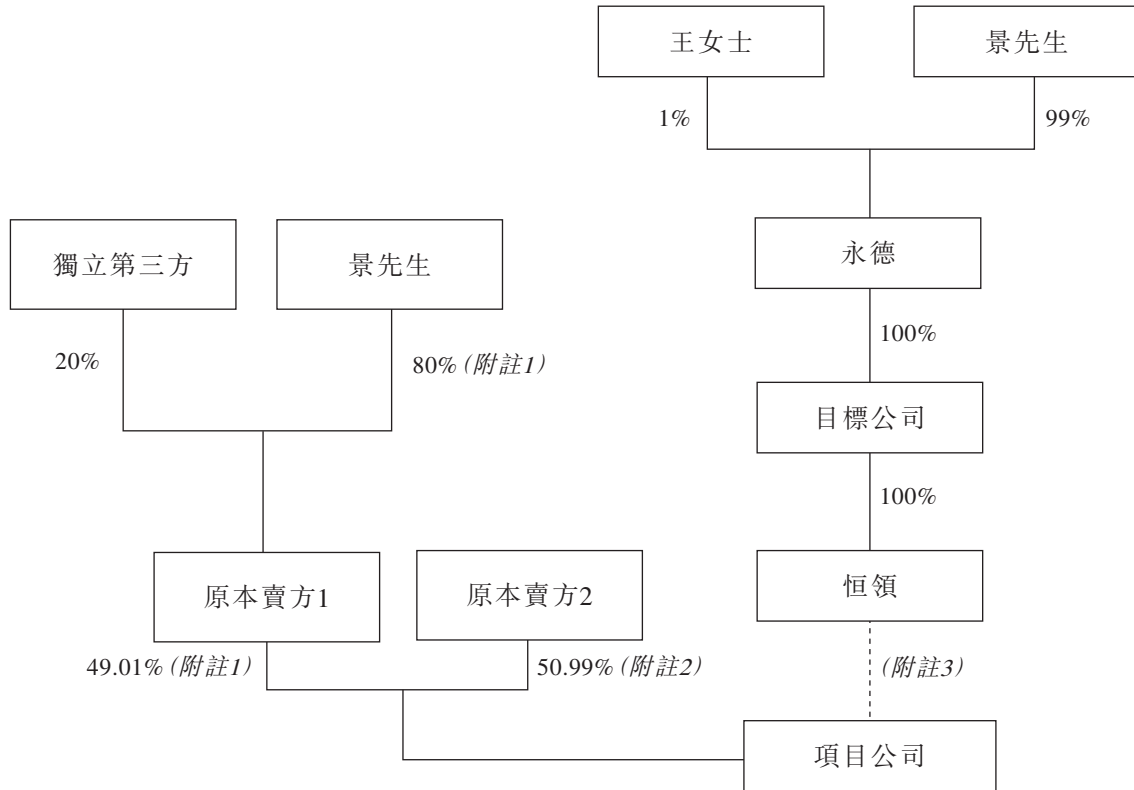 王女士
景先生
1%
99%
獨立第三方
景先生
永德
20%
80% (附註1)
100%
目標公司
100%
原本賣方1
原本賣方2
恒領
49.01% (附註1)
50.99% (附註2)
(附註3)
項目公司